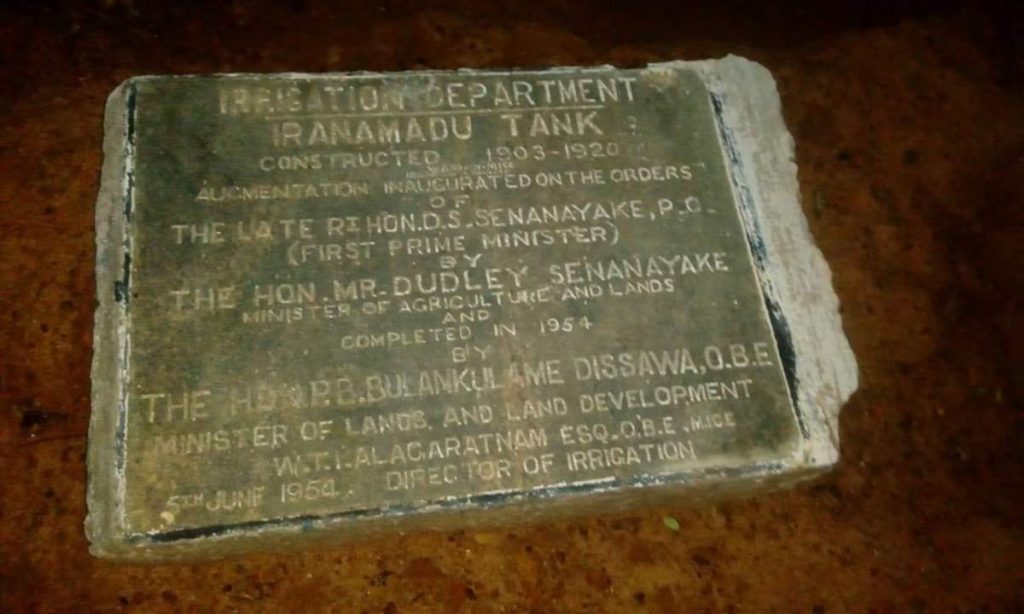 IRRIGATION DEPARTMENT
IRANAMADU TANK
CONSTRUCTED 1903-1920
AUGMENTATION INAUGURATED ON THE ORDERS
OF
THE LATE RT HON.D.S.SENANAYAKE, P.C.
(FIRST PRIME MINISTER)
BY
THE HON.MR.DUDLEY SENANAYAKE
MINISTER OF AGRICULTURE AND LANDS
AND
COMPLETED IN 1954
BY
THE HON.P.B.BULANKULAME DISSAWA,O.B.E
MINISTER OF LANDS AND LAND DEVELOPMENT
W.T.I.ALAGARATNAM ESQ.O.B.E.M.I.C.E
5TH JUNE 1954. DIRECTOR OF IRRIGATION